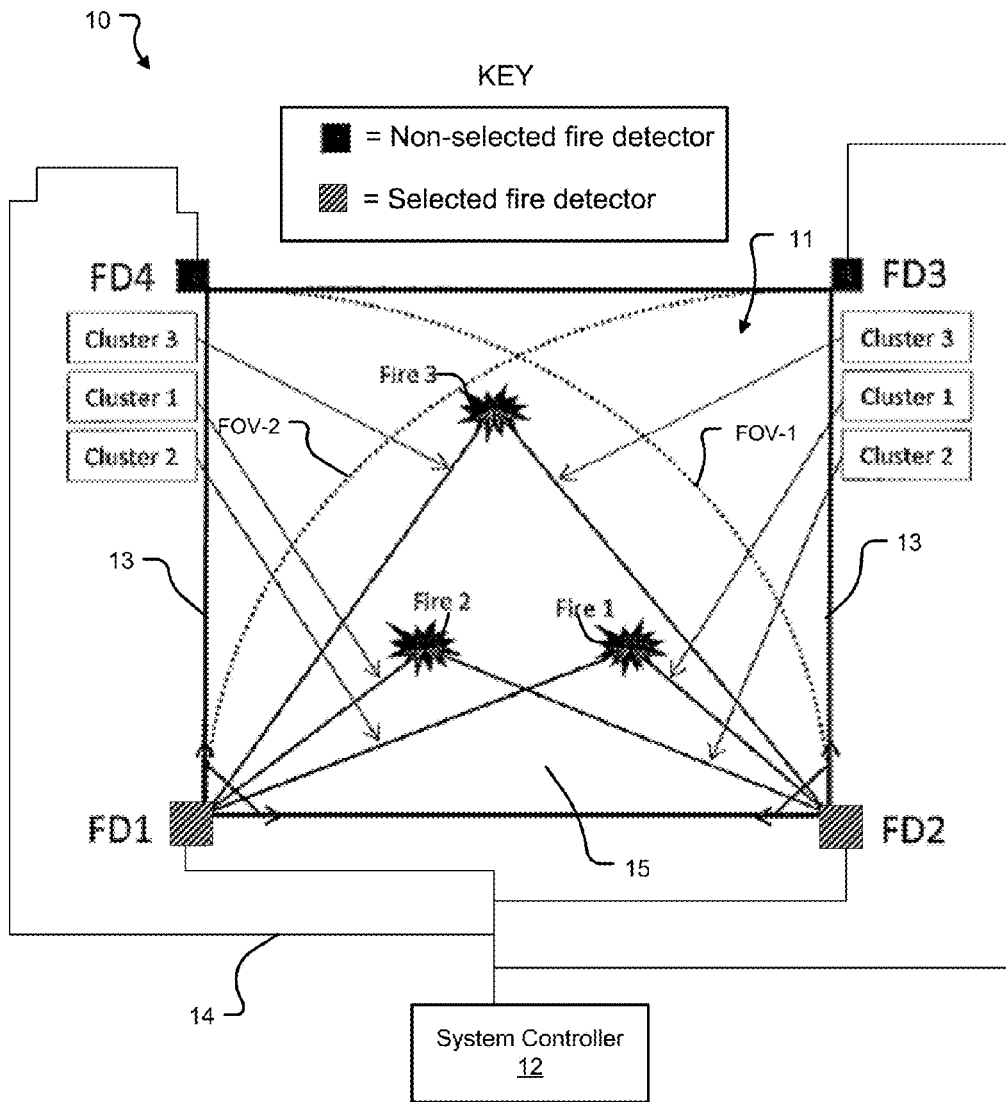 10
KEY
= Non-selected fire detector
= Selected fire detector
11
FD4
FD3
Cluster 3
Cluster 1
Cluster 2
Cluster 3
Cluster 1
Cluster 2
Fire 3
FOV-2
FOV-1
13
13
Fire 2
Fire 1
FD1
FD2
15
14
System Controller
12